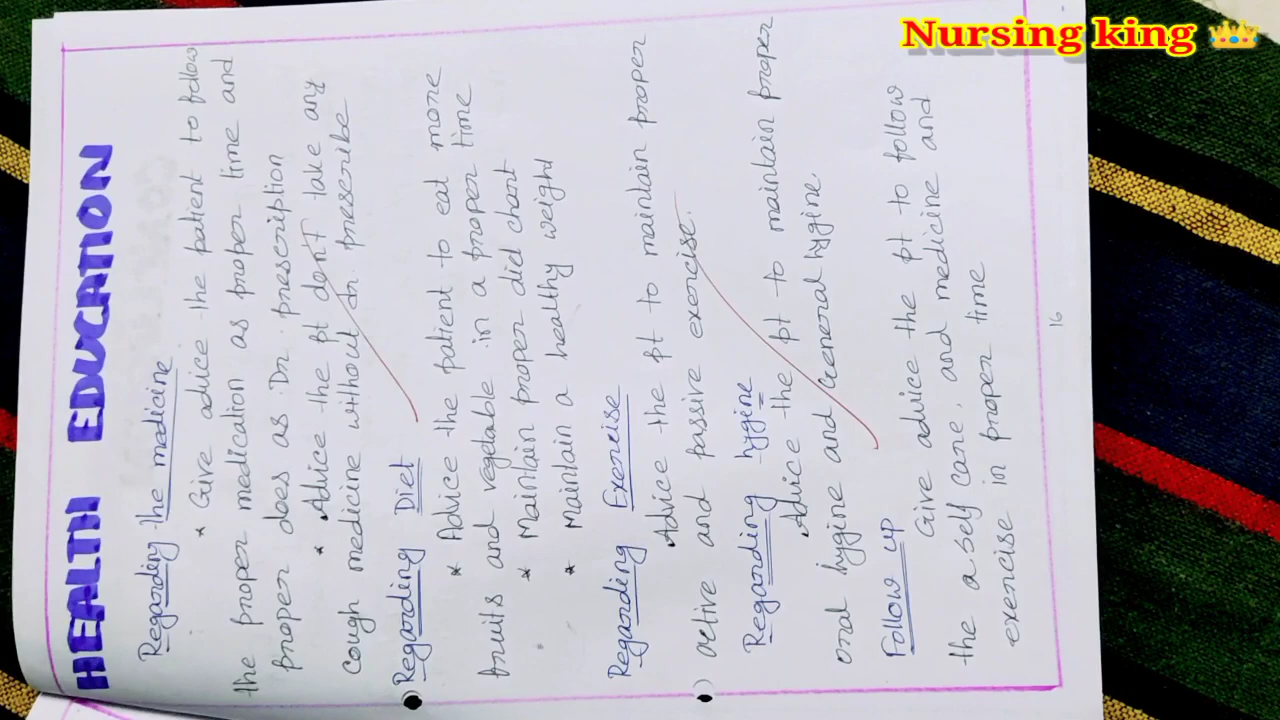 Nursing king
HEALTH EDUCATION
Regarding the medicine
* Give advice the patient to follow
the proper medication as proper time and
proper does as Dr. prescription
* Advice the pt don't take any
cough medicine without dr. prescribe
Regarding Diet
* Advice the patient to eat more
fruits and vegetable in a proper time
* Maintain proper diet chart
* Maintain a healthy weight
Regarding Exercise
Advice the pt to maintain proper
active and passive exercise.
Regarding hygine
Advice the pt to maintain proper
oral hygine and General hygine.
Follow up
Give advice the pt to follow
the a self care, and medicine and
exercise in proper time
16